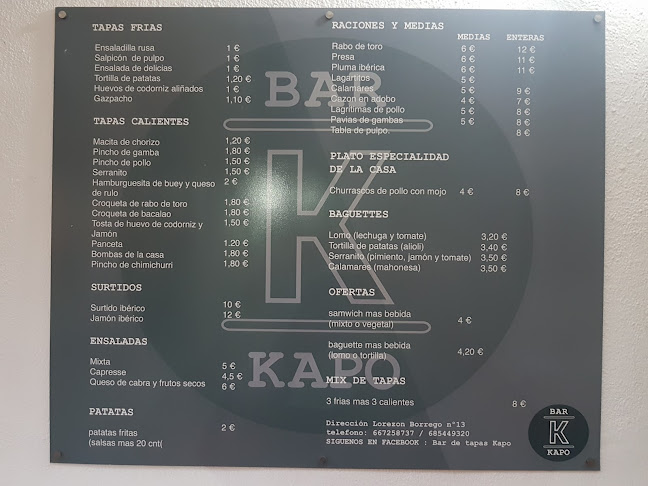 TAPAS FRIAS
Ensaladilla rusa 1 €
Salpicón de pulpo 1 €
Ensalada de delicias 1 €
Tortilla de patatas 1,20 €
Huevos de codorniz aliñados 1 €
Gazpacho 1,10 €
TAPAS CALIENTES
Macita de chorizo 1,20 €
Pincho de gamba 1,80 €
Pincho de pollo 1,50 €
Serranito 1,50 €
Hamburguesita de buey y queso 2 €
de rulo
Croqueta de rabo de toro 1,80 €
Croqueta de bacalao 1,80 €
Tosta de huevo de codorniz y 1,50 €
Jamón
Panceta 1.20 €
Bombas de la casa 1,80 €
Pincho de chimichurri 1,80 €
SURTIDOS
Surtido ibérico 10 €
Jamón ibérico 12 €
ENSALADAS
Mixta 5 €
Capresse 4,5 €
Queso de cabra y frutos secos 6 €
PATATAS
patatas fritas 2 €
(salsas mas 20 cnt(
RACIONES Y MEDIAS
MEDIAS ENTERAS
Rabo de toro 6 € 12 €
Presa 6 € 11 €
Pluma ibérica 6 € 11 €
Lagartitos 5 €
Calamares 5 € 9 €
Cazon en adobo 4 € 7 €
Lagritimas de pollo 5 € 8 €
Pavias de gambas 5 € 8 €
Tabla de pulpo. 8 €
PLATO ESPECIALIDAD
DE LA CASA
Churrascos de pollo con mojo 4 € 8 €
BAGUETTES
Lomo (lechuga y tomate) 3,20 €
Tortilla de patatas (alioli) 3,40 €
Serranito (pimiento, jamón y tomate) 3,50 €
Calamares (mahonesa) 3,50 €
OFERTAS
samwich mas bebida
(mixto o vegetal) 4 €
baguette mas bebida
(lomo o tortilla) 4,20 €
MIX DE TAPAS
3 frias mas 3 calientes 8 €
Dirección Lorezon Borrego nº13
telefono: 667258737 / 685449320
SIGUENOS EN FACEBOOK : Bar de tapas Kapo
BAR
K
KAPO
BAR
K
KAPO